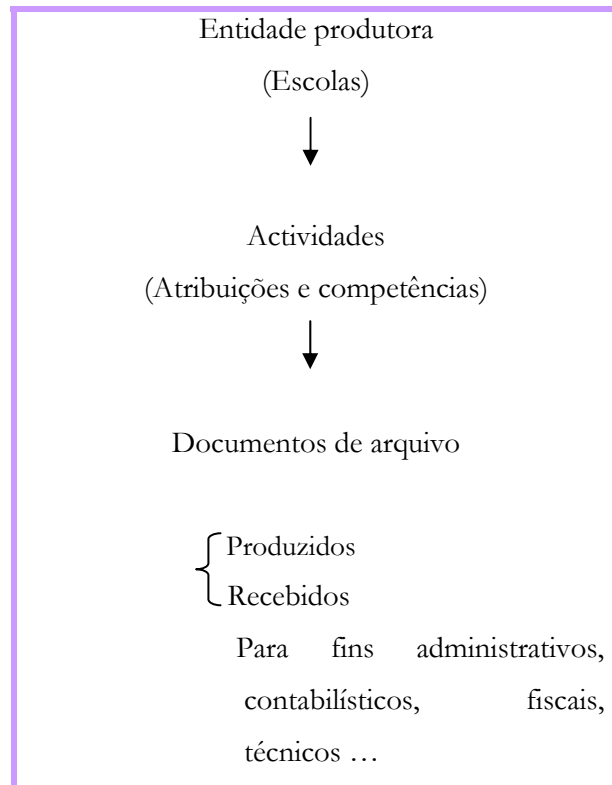 Entidade produtora
(Escolas)
Actividades
(Atribuições e competências)
Documentos de arquivo
Produzidos
Recebidos
Para fins administrativos,
contabilísticos, fiscais,
técnicos …